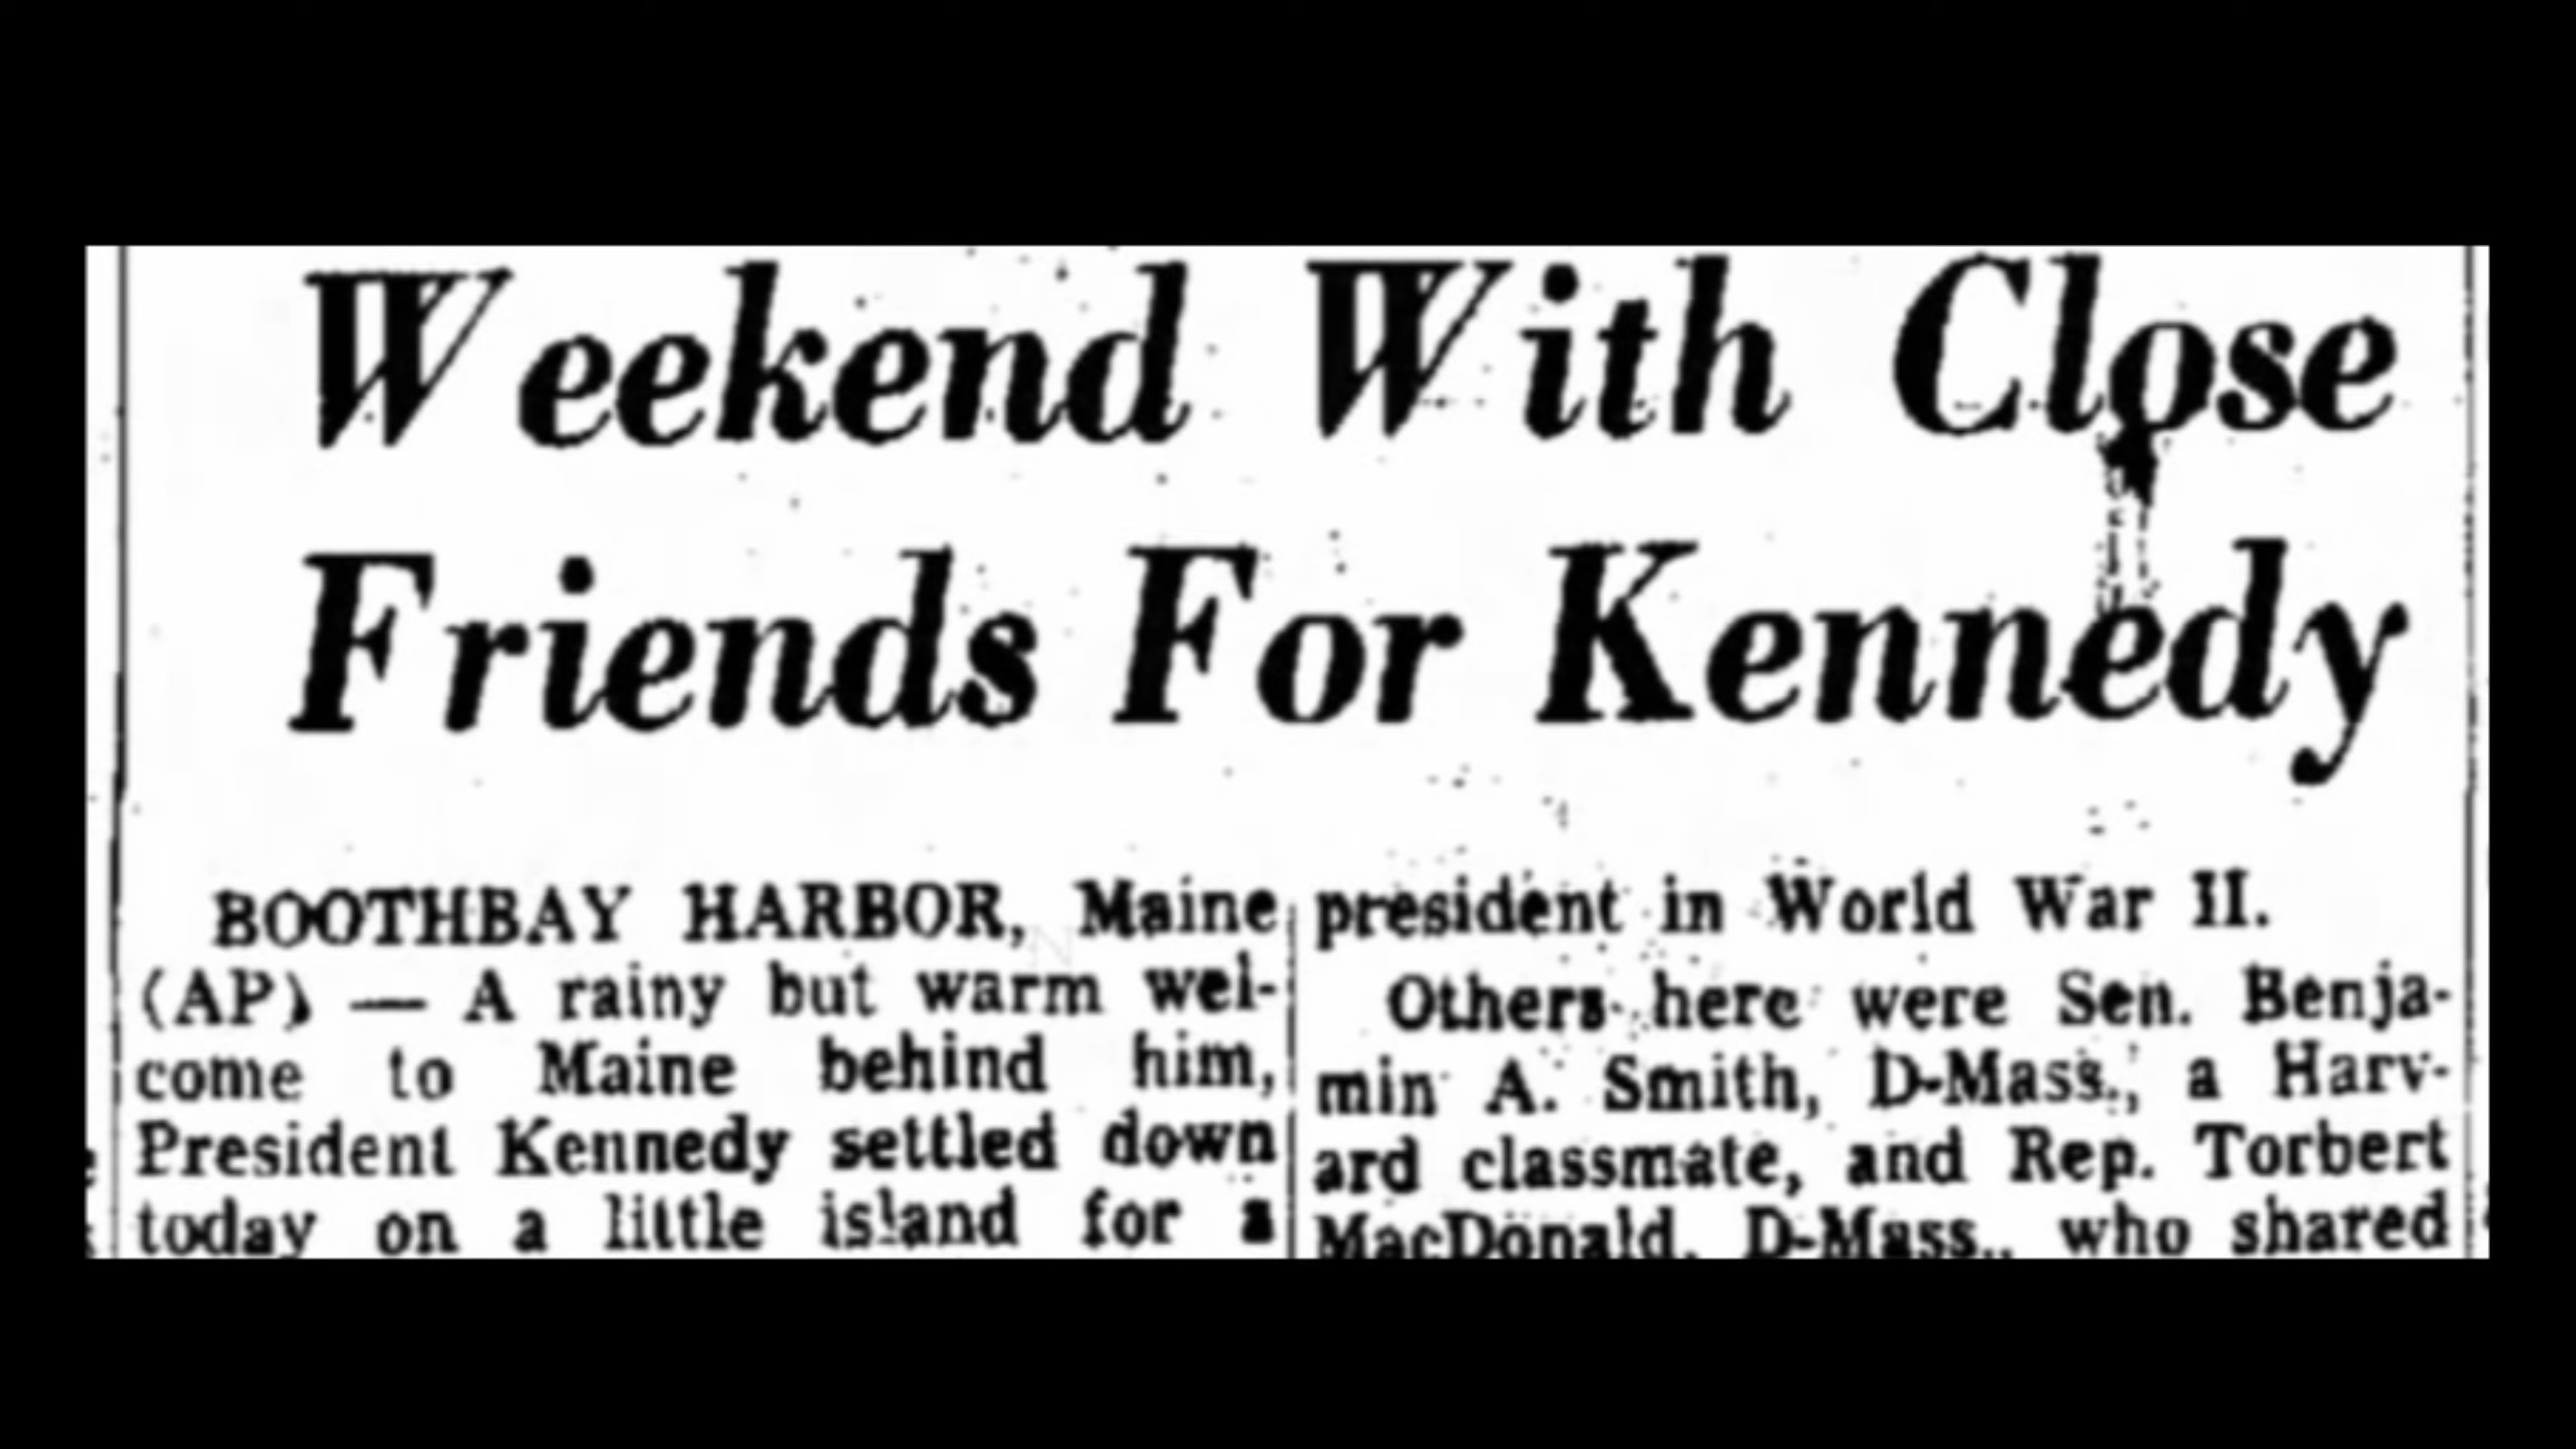 Weekend With Close
Friends For Kennedy
BOOTHBAY HARBOR, Maine
(AP) — A rainy but warm wel-
come to Maine behind him,
President Kennedy settled down
today on a little island for a
president in World War II.
Others here were Sen. Benja-
min A. Smith, D-Mass., a Harv-
ard classmate, and Rep. Torbert
MacDonald, D-Mass., who shared